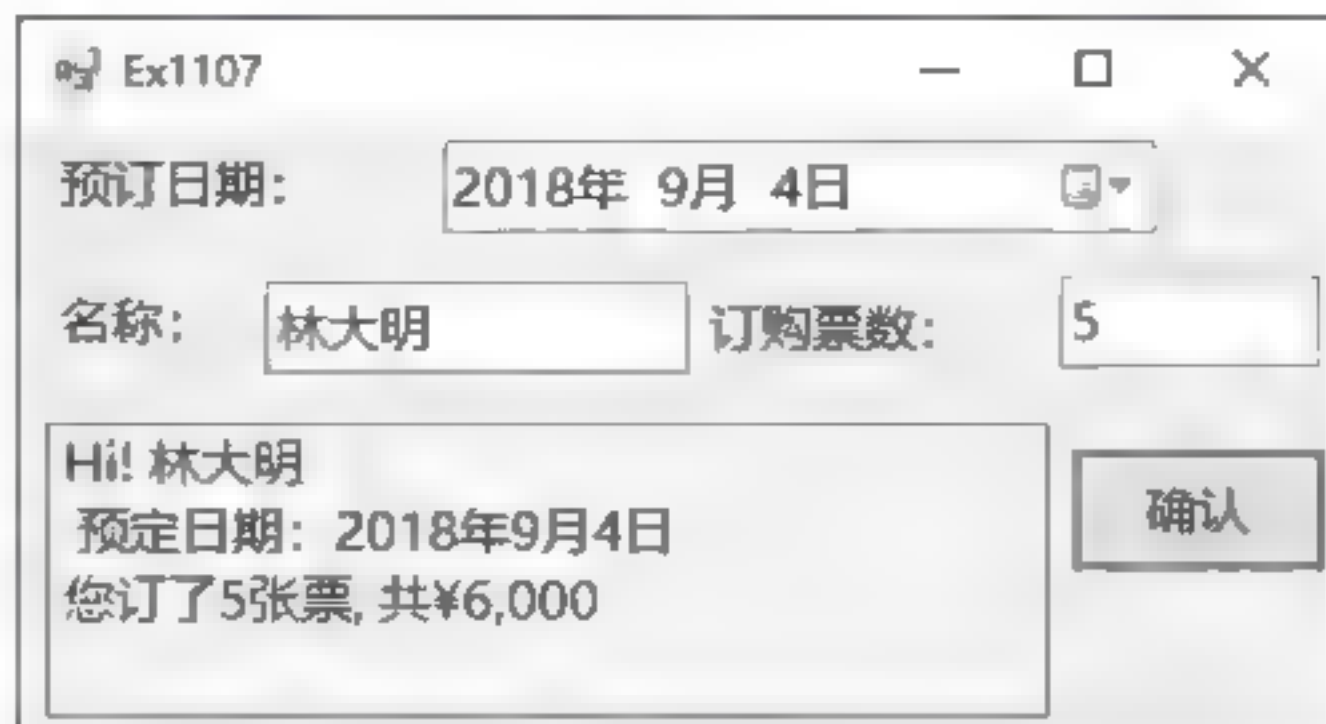 Ex1107
预订日期： 2018年 9月 4日
名称： 林大明 订购票数： 5
Hi! 林大明
预定日期：2018年9月4日
您订了5张票, 共¥6,000
确认